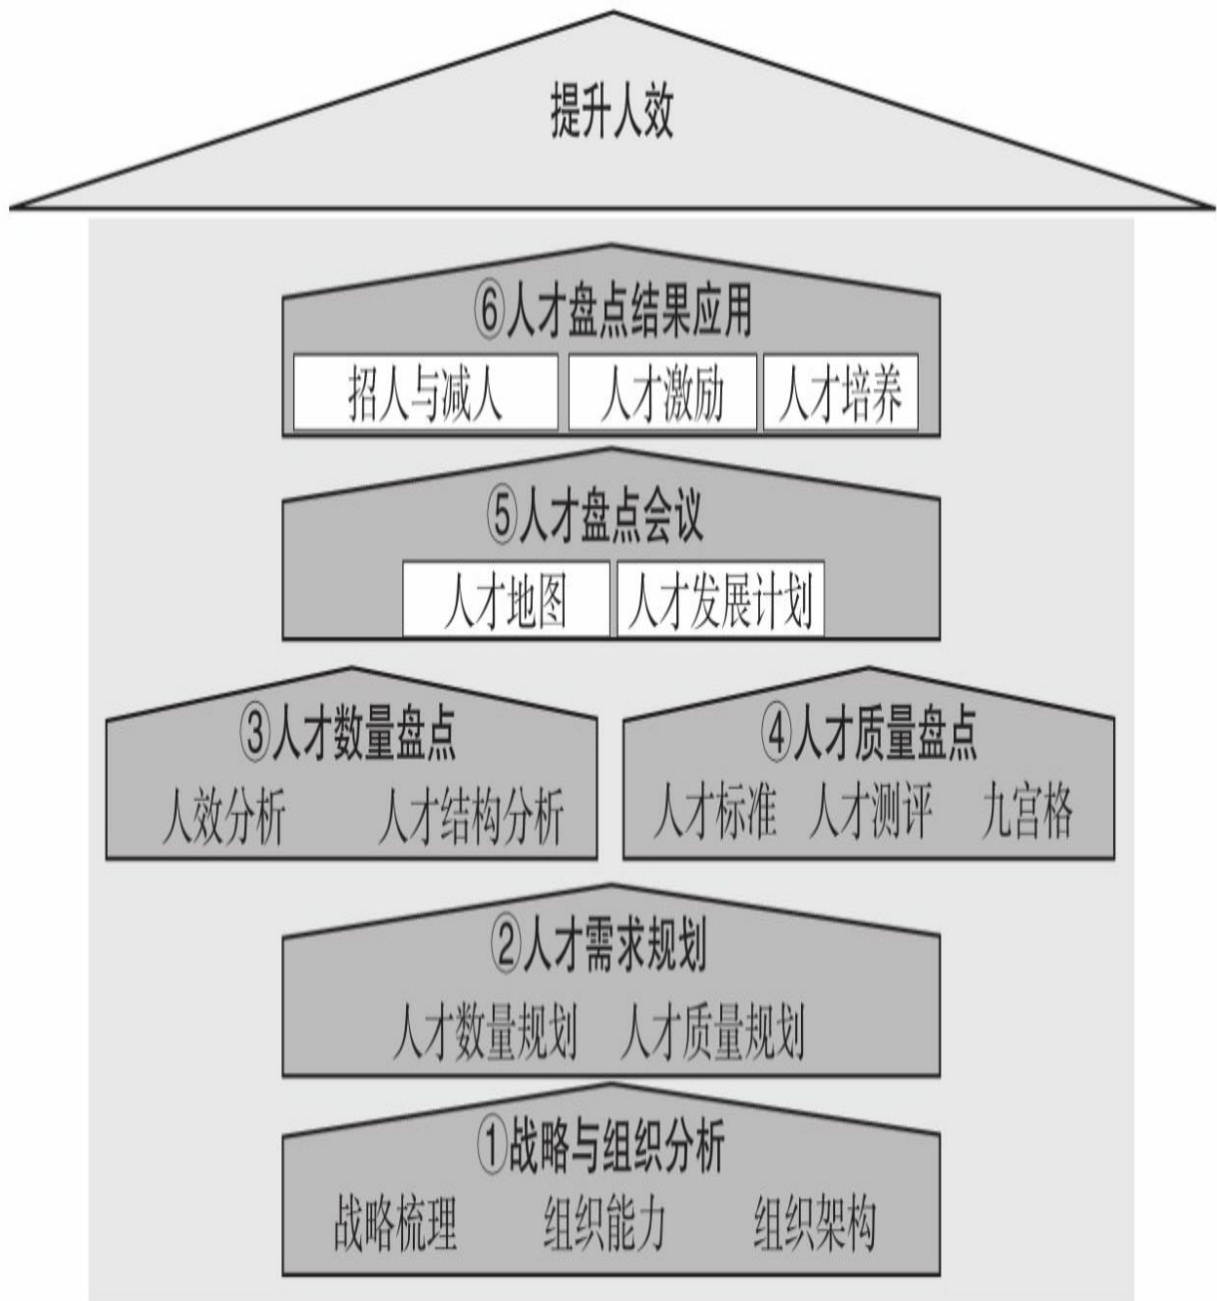 提升人效
⑥人才盘点结果应用
招人与减人 人才激励 人才培养
⑤人才盘点会议
人才地图 人才发展计划
③人才数量盘点
人效分析 人才结构分析
④人才质量盘点
人才标准 人才测评 九宫格
②人才需求规划
人才数量规划 人才质量规划
①战略与组织分析
战略梳理 组织能力 组织架构